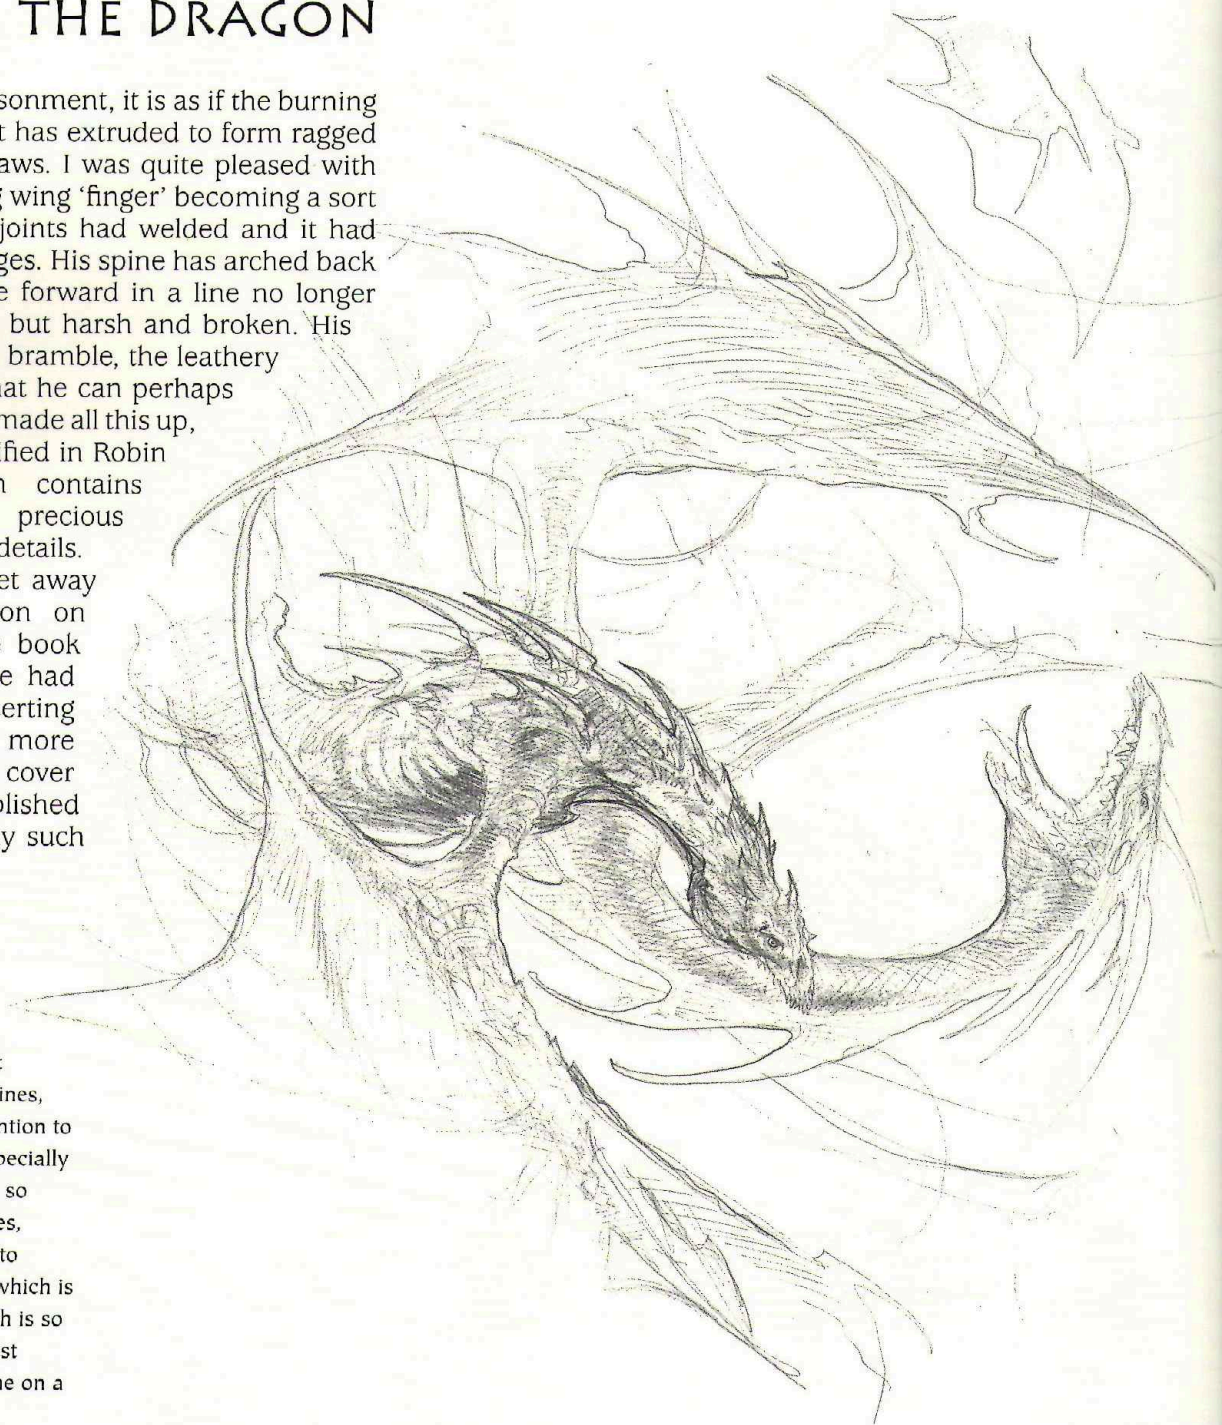 THE DRAGON
sonment, it is as if the burning
t has extruded to form ragged
aws. I was quite pleased with
g wing ‘finger’ becoming a sort
joints had welded and it had
ges. His spine has arched back
e forward in a line no longer
but harsh and broken. His
bramble, the leathery
at he can perhaps
made all this up,
fied in Robin
n contains
precious
details.
et away
on on
book
e had
erting
more
cover
lished
y such
t
ines,
ntion to
pecially
so
es,
to
which is
h is so
st
ne on a